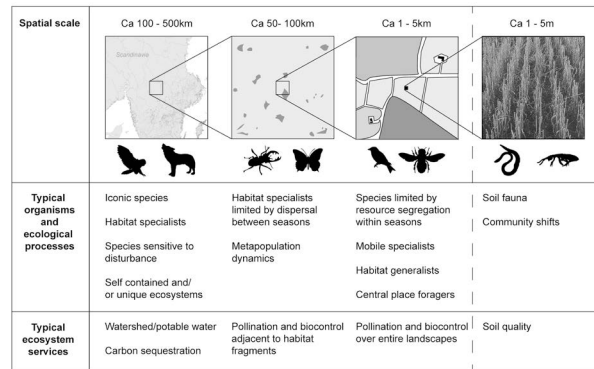 Spatial scale
Ca 100 - 500km
Ca 50- 100km
Ca 1 - 5km
Ca 1 - 5m
Scandinavia
Typical
organisms
and
ecological
processes
Iconic species
Habitat specialists
Species sensitive to
disturbance
Self contained and/
or unique ecosystems
Habitat specialists
limited by dispersal
between seasons
Metapopulation
dynamics
Species limited by
resource segregation
within seasons
Mobile specialists
Habitat generalists
Central place foragers
Soil fauna
Community shifts
Typical
ecosystem
services
Watershed/potable water
Carbon sequestration
Pollination and biocontrol
adjacent to habitat
fragments
Pollination and biocontrol
over entire landscapes
Soil quality